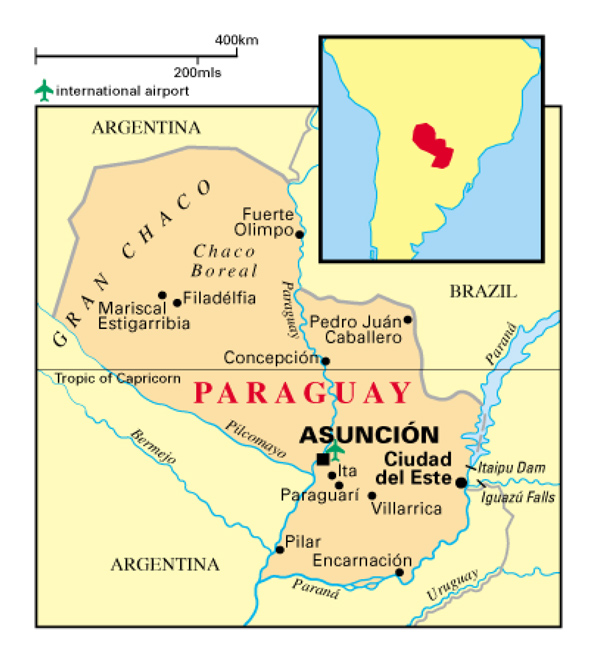 400km
200mls
international airport
ARGENTINA
GRAN CHACO
Fuerte
Olimpo
Chaco
Boreal
BRAZIL
Mariscal
Estigarribia
Filadélfia
Paraguay
Pedro Juán
Caballero
Paraná
Concepción
Tropic of Capricorn
PARAGUAY
Pilcomayo
Bermejo
ASUNCIÓN
Ciudad
del Este
Itaipu Dam
Iguazú Falls
Ita
Paraguarí
Villarrica
Pilar
Encarnación
ARGENTINA
Paraná
Uruguay